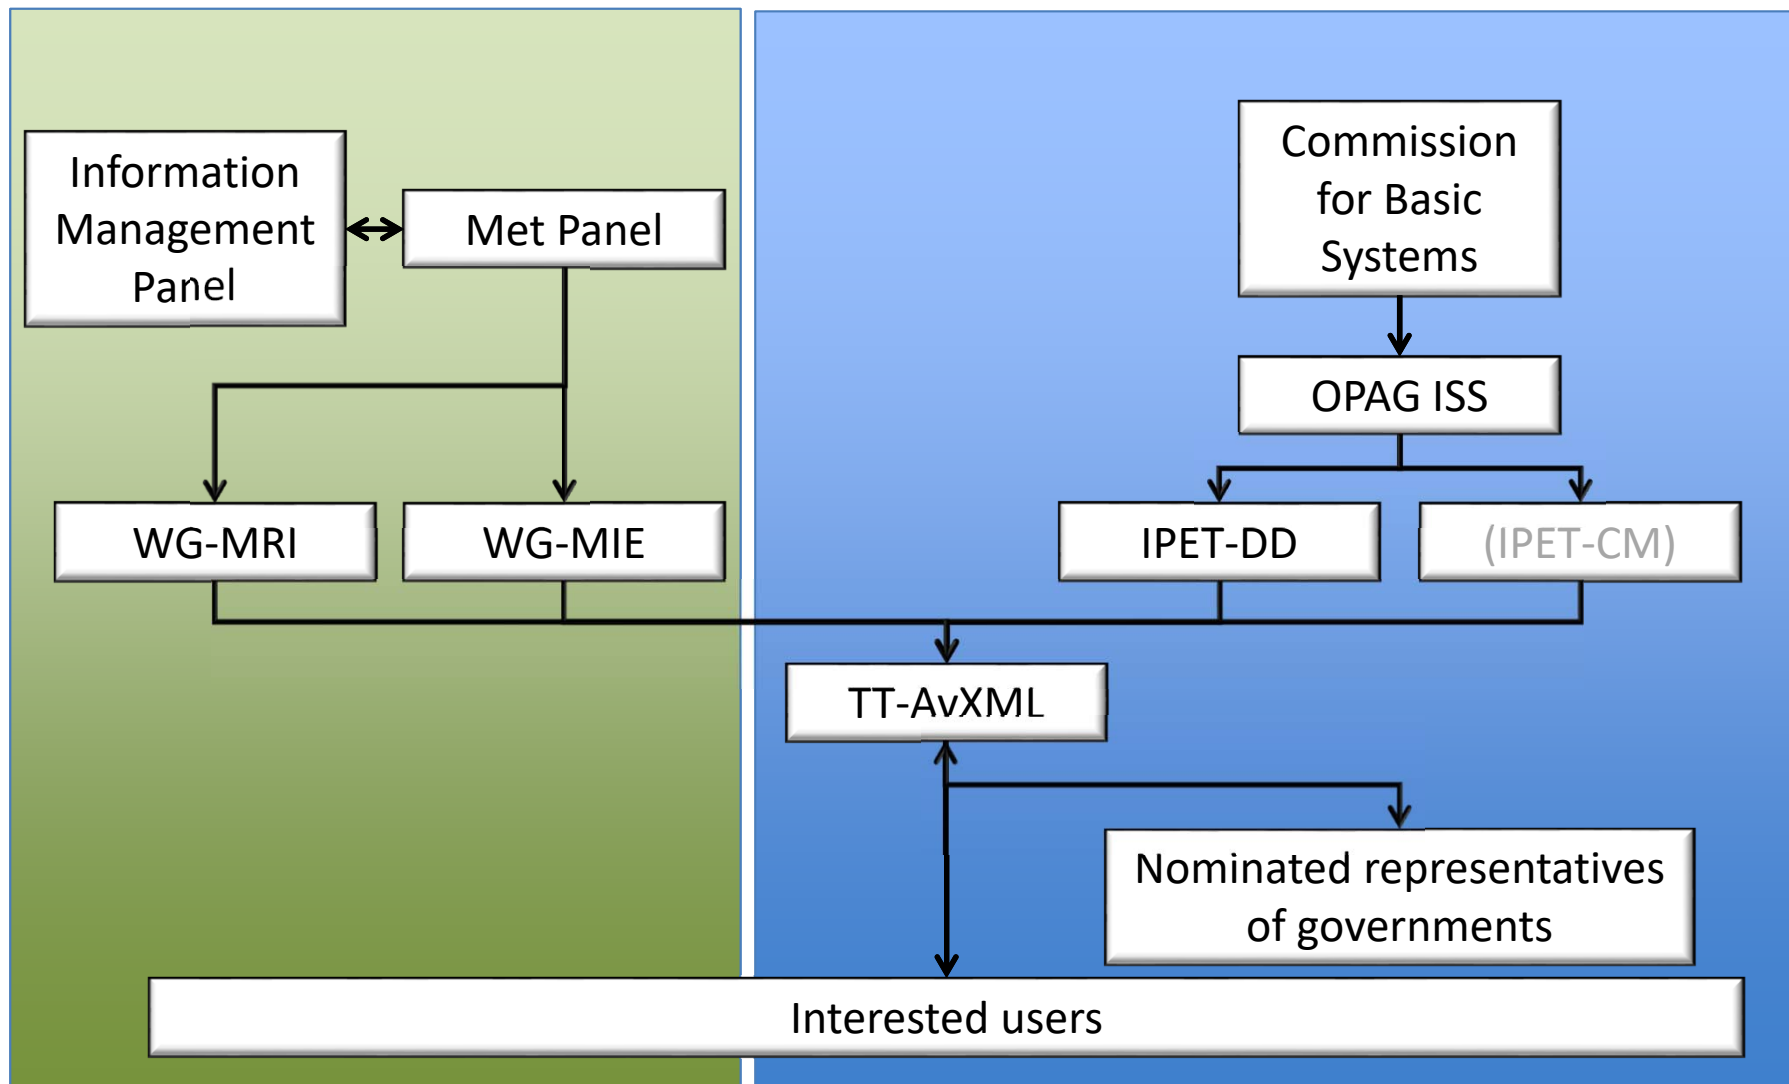 Information
Management
Panel
Met Panel
Commission
for Basic
Systems
OPAG ISS
WG-MRI
WG-MIE
IPET-DD
(IPET-CM)
TT-AvXML
Nominated representatives
of governments
Interested users